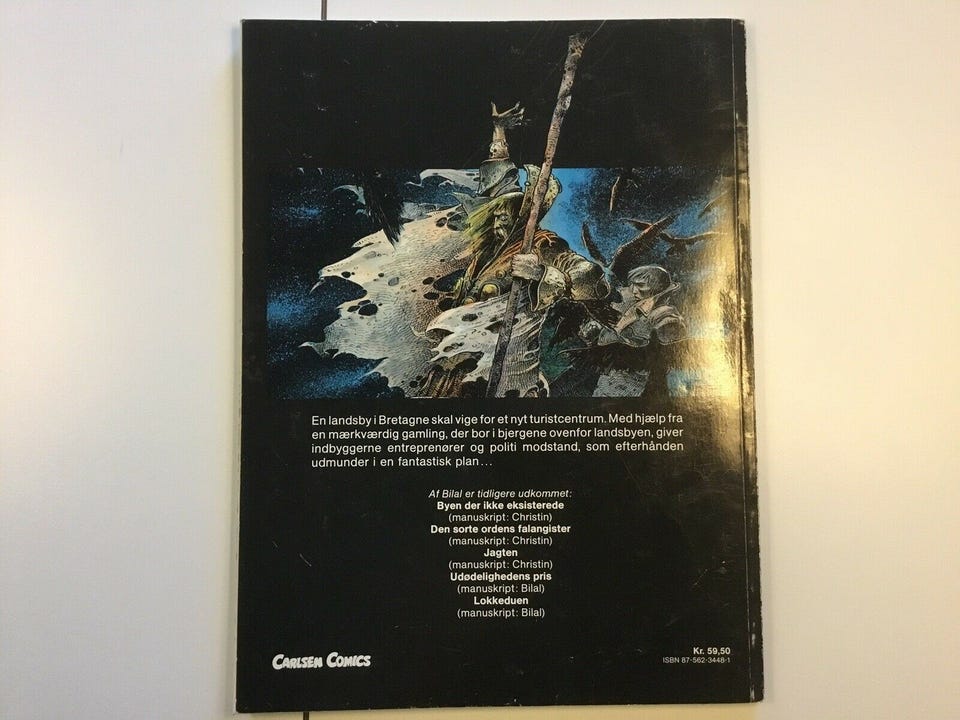 En landsby i Bretagne skal vige for et nyt turistcentrum. Med hjælp fra
en mærkværdig gamling, der bor i bjergene ovenfor landsbyen, giver
indbyggerne entreprenører og politi modstand, som efterhånden
udmunder i en fantastisk plan...
Af Bilal er tidligere udkommet:
Byen der ikke eksisterede
(manuskript: Christin)
Den sorte ordens falangister
(manuskript: Christin)
Jagten
(manuskript: Christin)
Udødelighedens pris
(manuskript: Bilal)
Lokkeduen
(manuskript: Bilal)
CARLSEN COMICS
Kr. 59,50
ISBN 87-562-3448-1